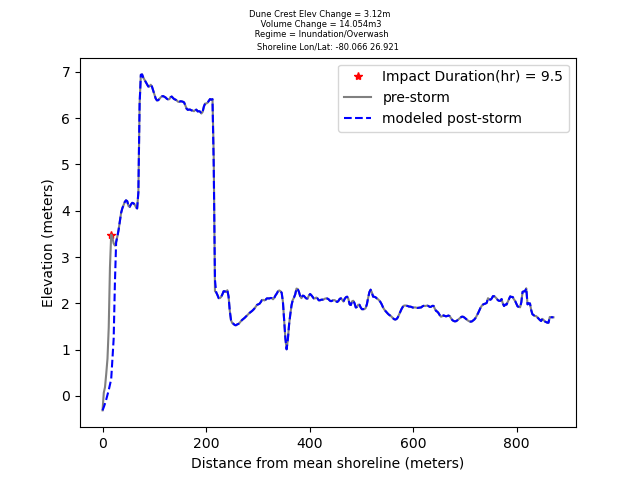 Dune Crest Elev Change = 3.12m
Volume Change = 14.054m3
Regime = Inundation/Overwash
Shoreline Lon/Lat: -80.066 26.921
Impact Duration(hr) = 9.5
pre-storm
modeled post-storm
7
6
5
4
3
2
1
0
Elevation (meters)
0 200 400 600 800
Distance from mean shoreline (meters)